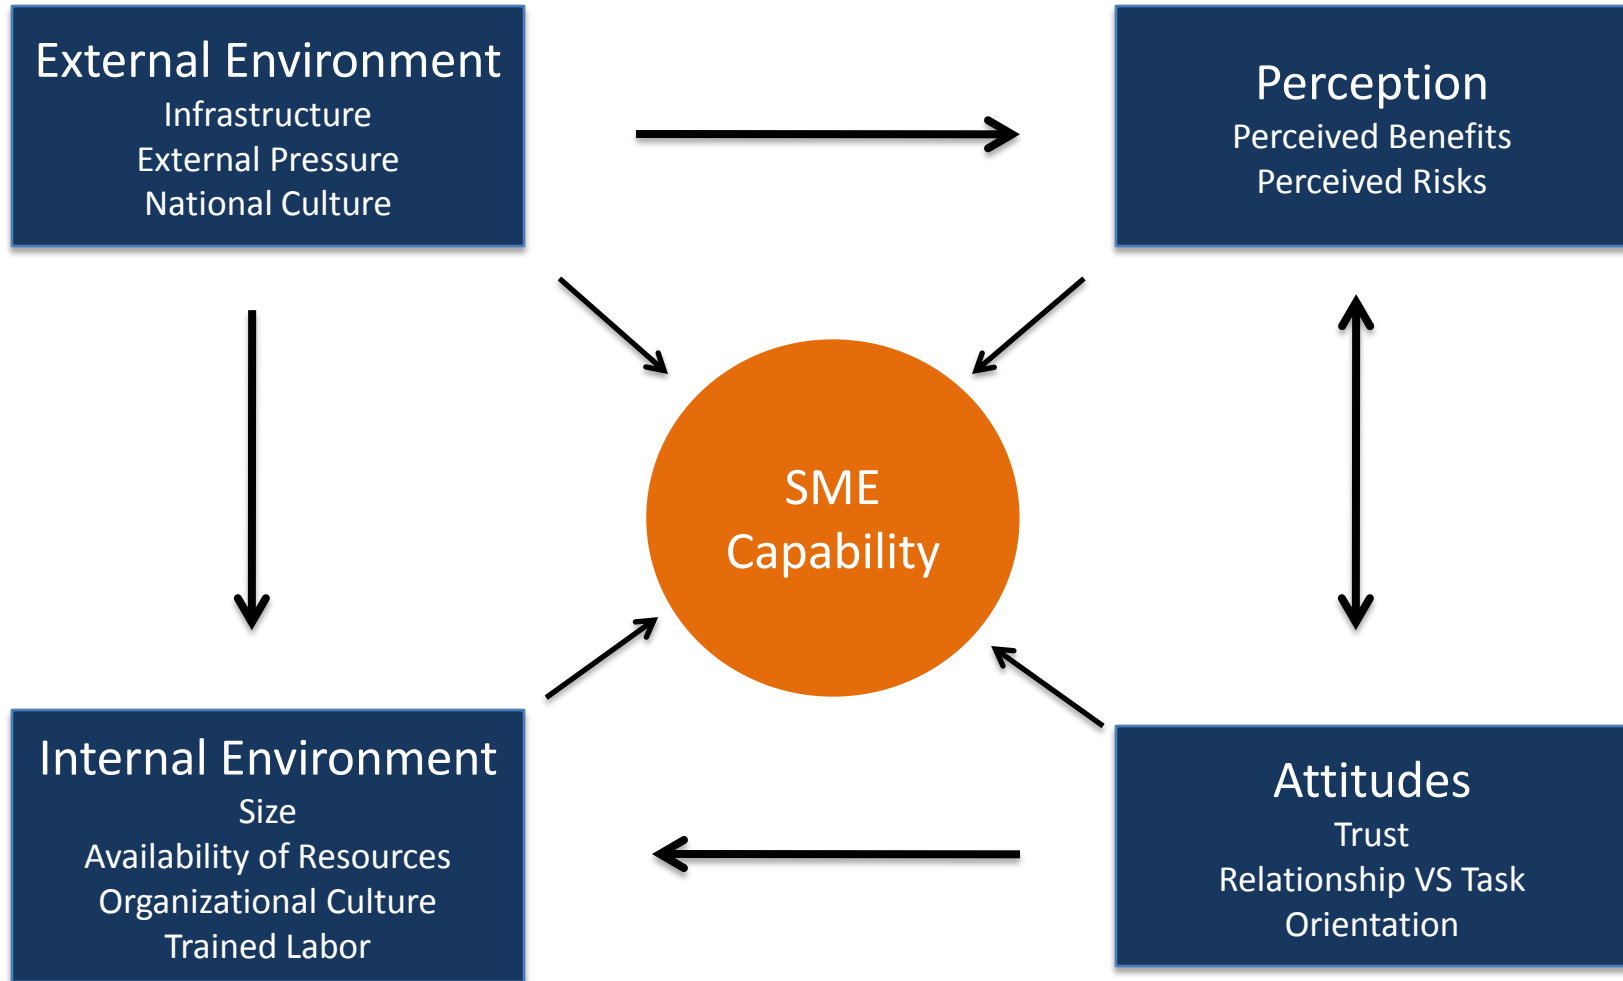 External Environment
Infrastructure
External Pressure
National Culture
Perception
Perceived Benefits
Perceived Risks
SME
Capability
Internal Environment
Size
Availability of Resources
Organizational Culture
Trained Labor
Attitudes
Trust
Relationship VS Task
Orientation